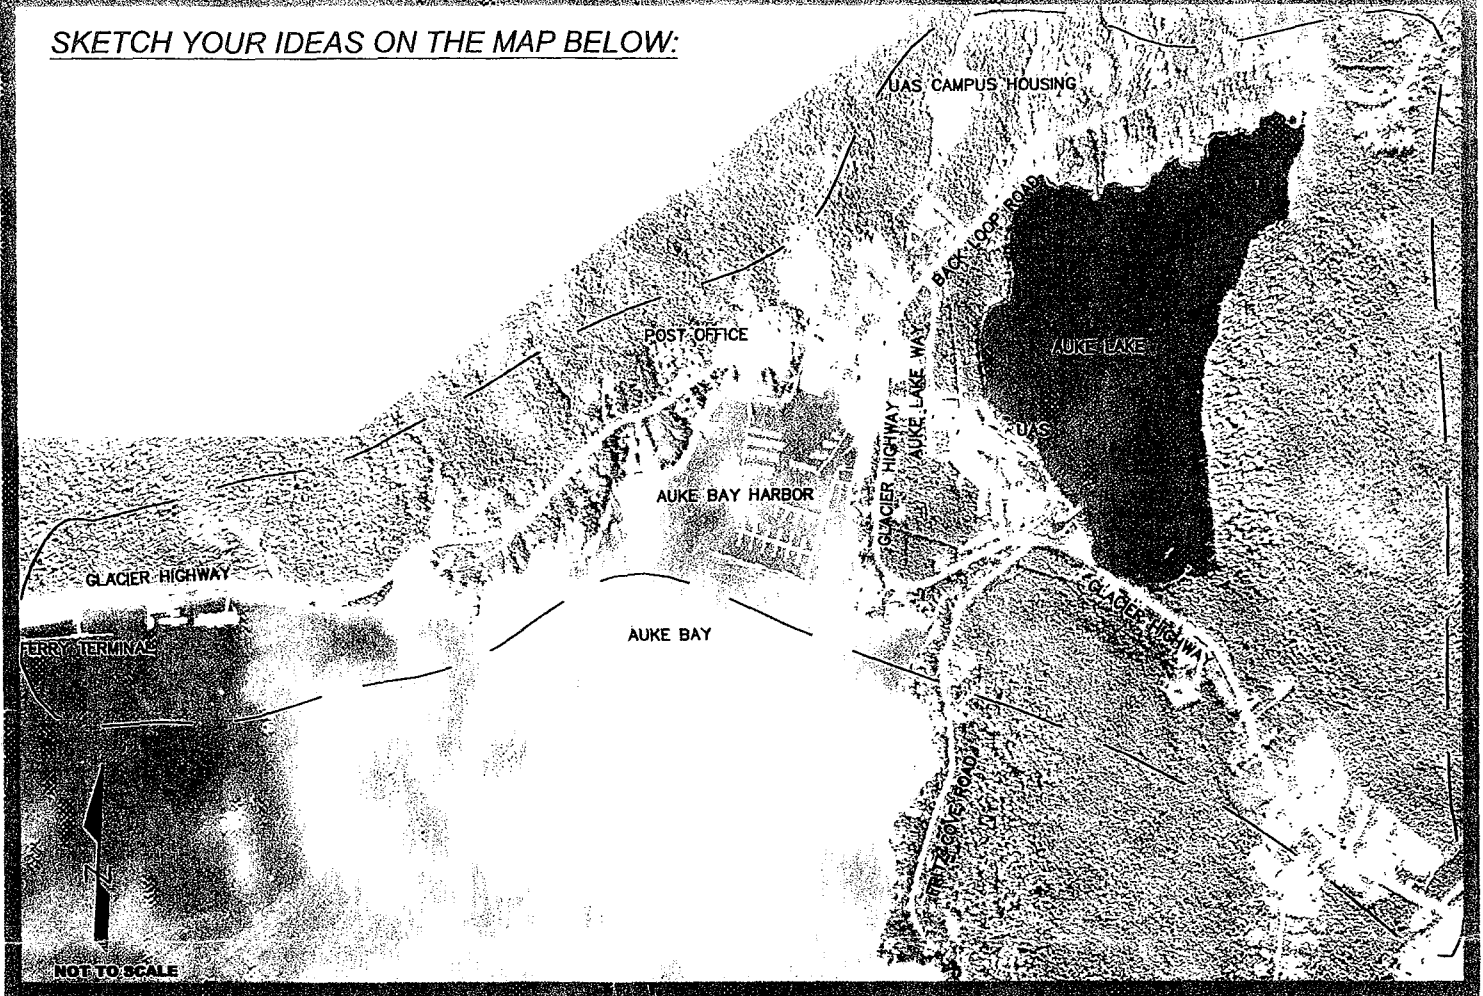 SKETCH YOUR IDEAS ON THE MAP BELOW:
UAS CAMPUS HOUSING
BACK LOOP ROAD
POST OFFICE
AUKE LAKE
AUKE LAKE WAY
GLACIER HIGHWAY
UAS
AUKE BAY HARBOR
GLACIER HIGHWAY
GLACIER HIGHWAY
AUKE BAY
FERRY TERMINAL
FRITZ COVE ROAD
N
NOT TO SCALE